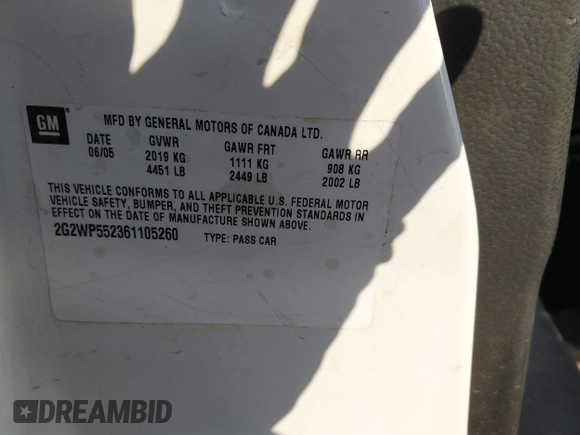 GM
MFD BY GENERAL MOTORS OF CANADA LTD.
DATE GVWR GAWR FRT GAWR RR
06/05 2019 KG 1111 KG 908 KG
4451 LB 2449 LB 2002 LB
THIS VEHICLE CONFORMS TO ALL APPLICABLE U.S. FEDERAL MOTOR
VEHICLE SAFETY, BUMPER, AND THEFT PREVENTION STANDARDS IN
EFFECT ON THE DATE OF MANUFACTURE SHOWN ABOVE.
2G2WP552361105260 TYPE: PASS CAR
DREAMBID